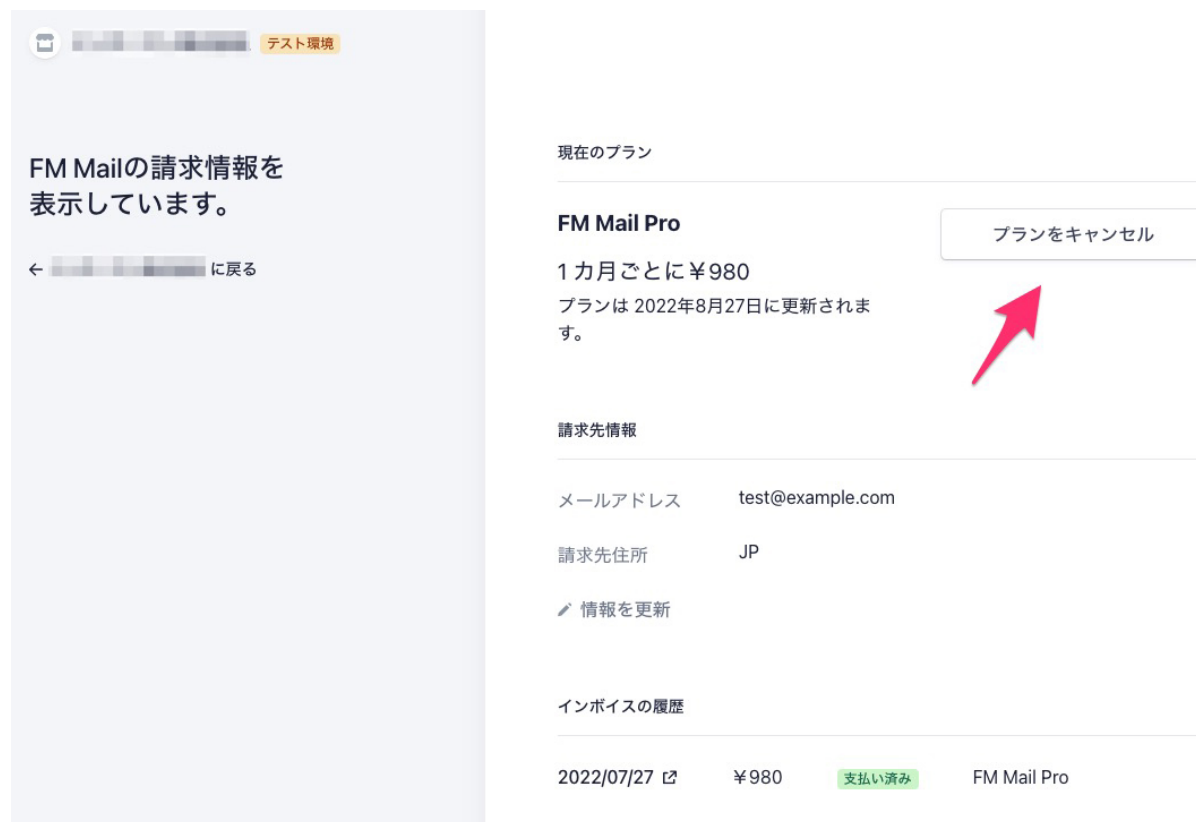 テスト環境
FM Mailの請求情報を
表示しています。
← に戻る
現在のプラン
FM Mail Pro
プランをキャンセル
1 カ月ごとに￥980
プランは 2022年8月27日に更新されま
す。
請求先情報
メールアドレス test@example.com
請求先住所 JP
情報を更新
インボイスの履歴
2022/07/27 ￥980 支払い済み FM Mail Pro